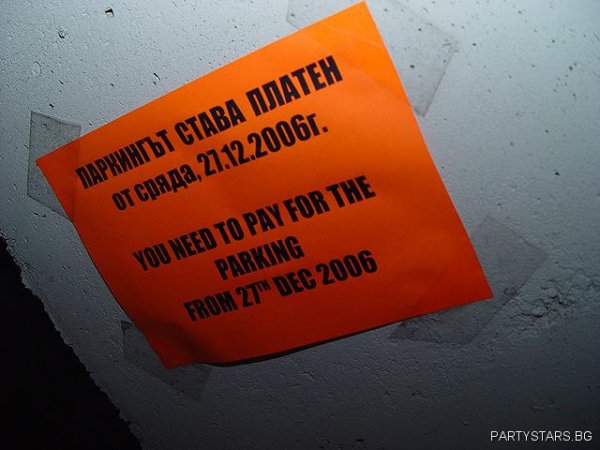 ПАРКИНГЪТ СТАВА ПЛАТЕН
от сряда, 27.12.2006г.
YOU NEED TO PAY FOR THE
PARKING
FROM 27TH DEC 2006
PARTYSTARS.BG